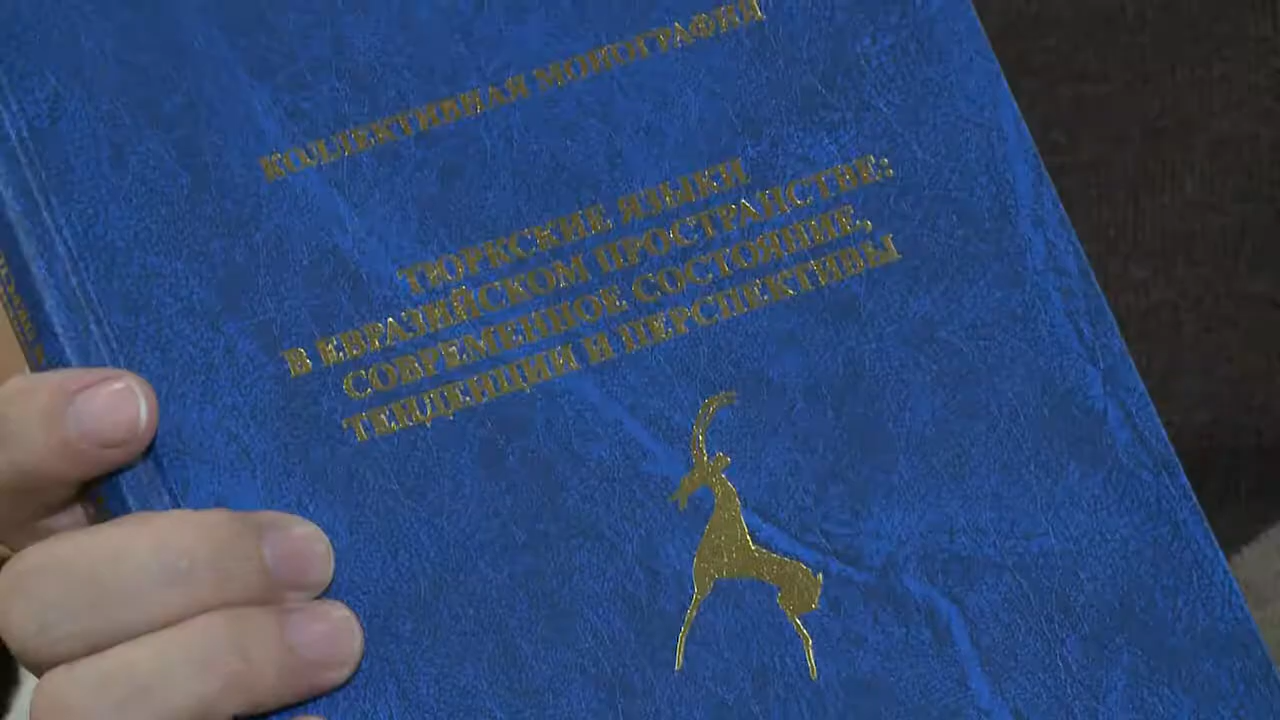 КОЛЛЕКТИВНАЯ МОНОГРАФИЯ
ТЮРКСКИЕ ЯЗЫКИ
В ЕВРАЗИЙСКОМ ПРОСТРАНСТВЕ:
СОВРЕМЕННОЕ СОСТОЯНИЕ,
ТЕНДЕНЦИИ И ПЕРСПЕКТИВЫ